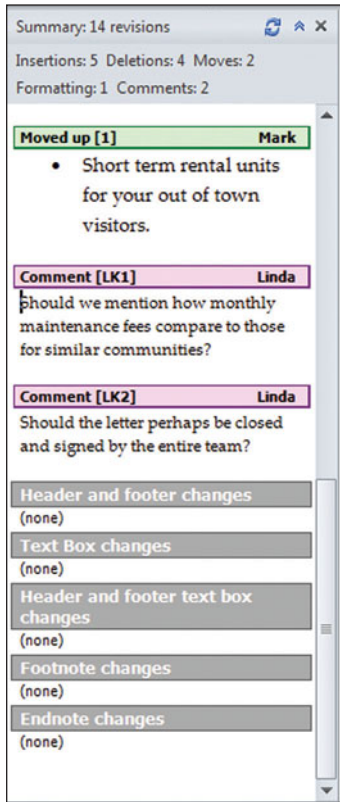 Summary: 14 revisions
Insertions: 5 Deletions: 4 Moves: 2
Formatting: 1 Comments: 2
Moved up [1] Mark
• Short term rental units
for your out of town
visitors.
Comment [LK1] Linda
Should we mention how monthly
maintenance fees compare to those
for similar communities?
Comment [LK2] Linda
Should the letter perhaps be closed
and signed by the entire team?
Header and footer changes
(none)
Text Box changes
(none)
Header and footer text box
changes
(none)
Footnote changes
(none)
Endnote changes
(none)